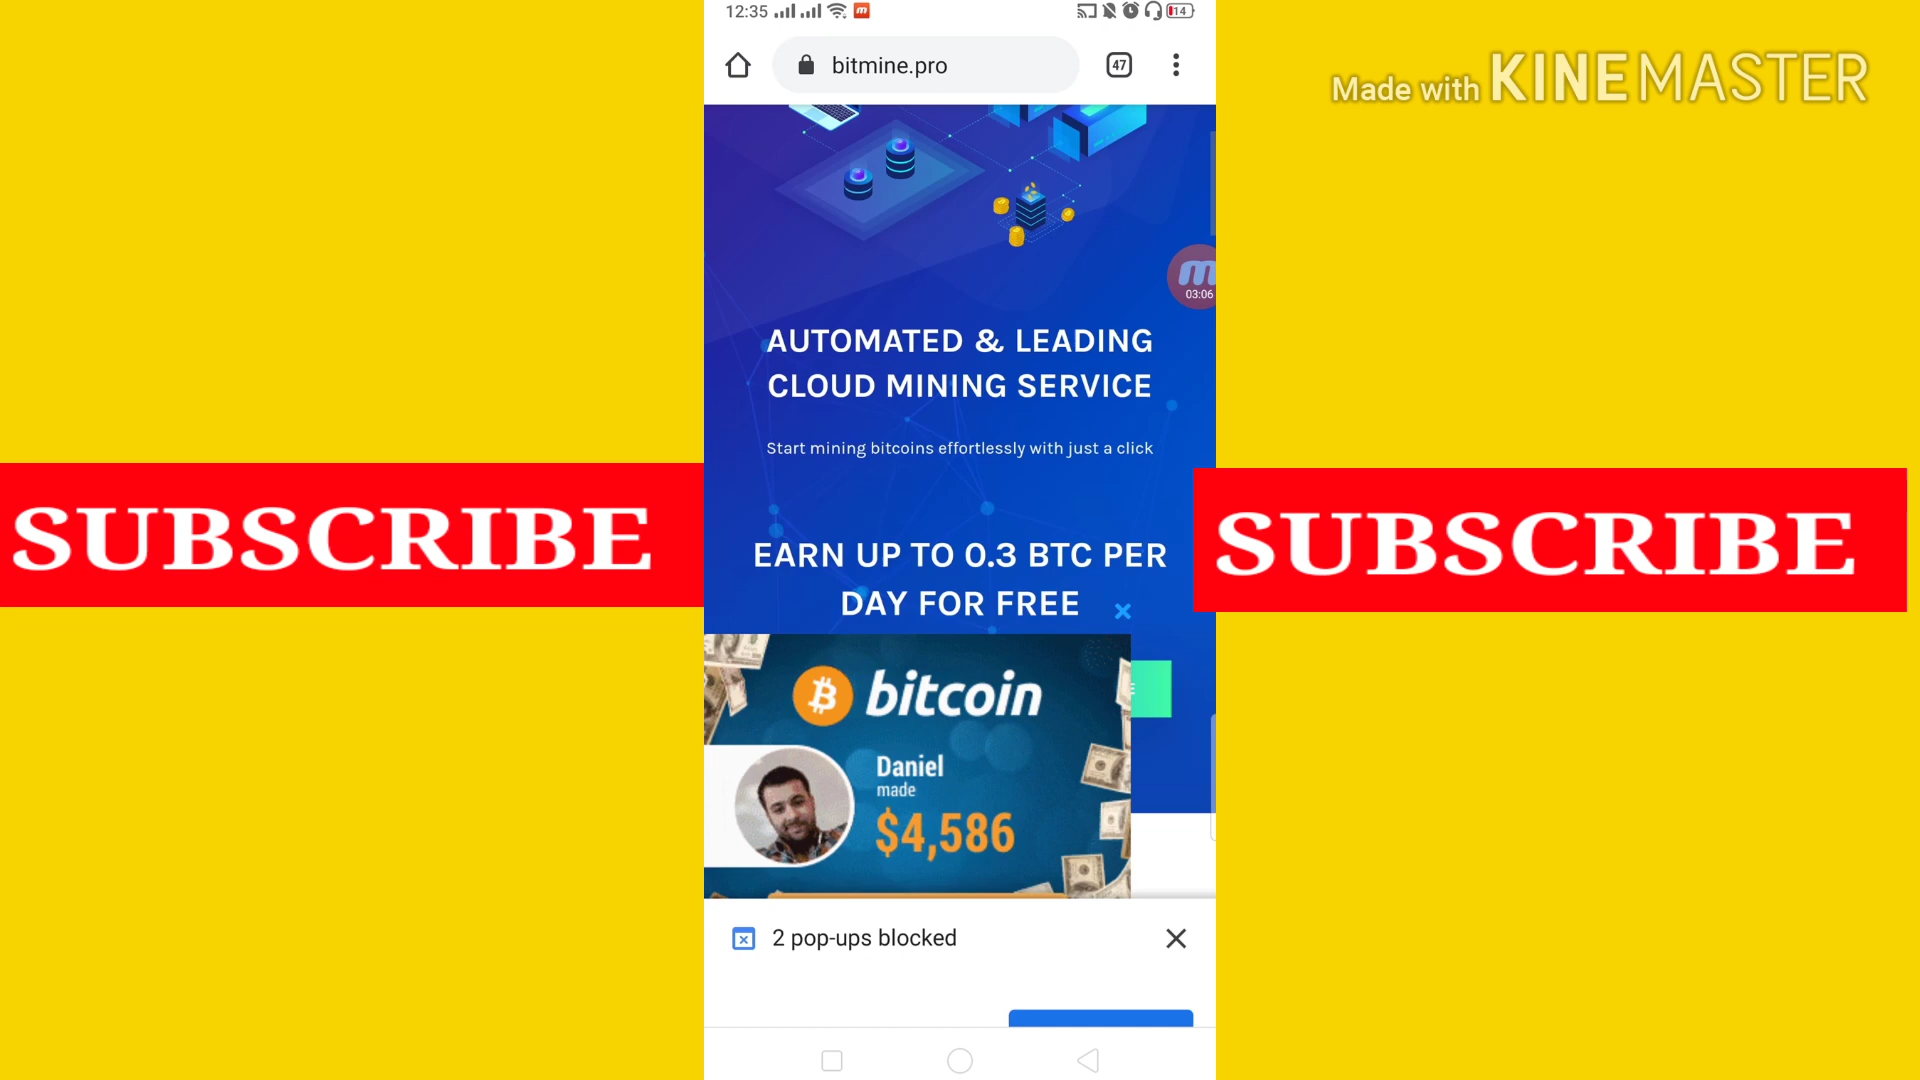 12:35
14
bitmine.pro
47
Made with KINEMASTER
03:06
AUTOMATED & LEADING
CLOUD MINING SERVICE
Start mining bitcoins effortlessly with just a click
EARN UP TO 0.3 BTC PER
DAY FOR FREE
SUBSCRIBE
SUBSCRIBE
bitcoin
Daniel
made
$4,586
2 pop-ups blocked